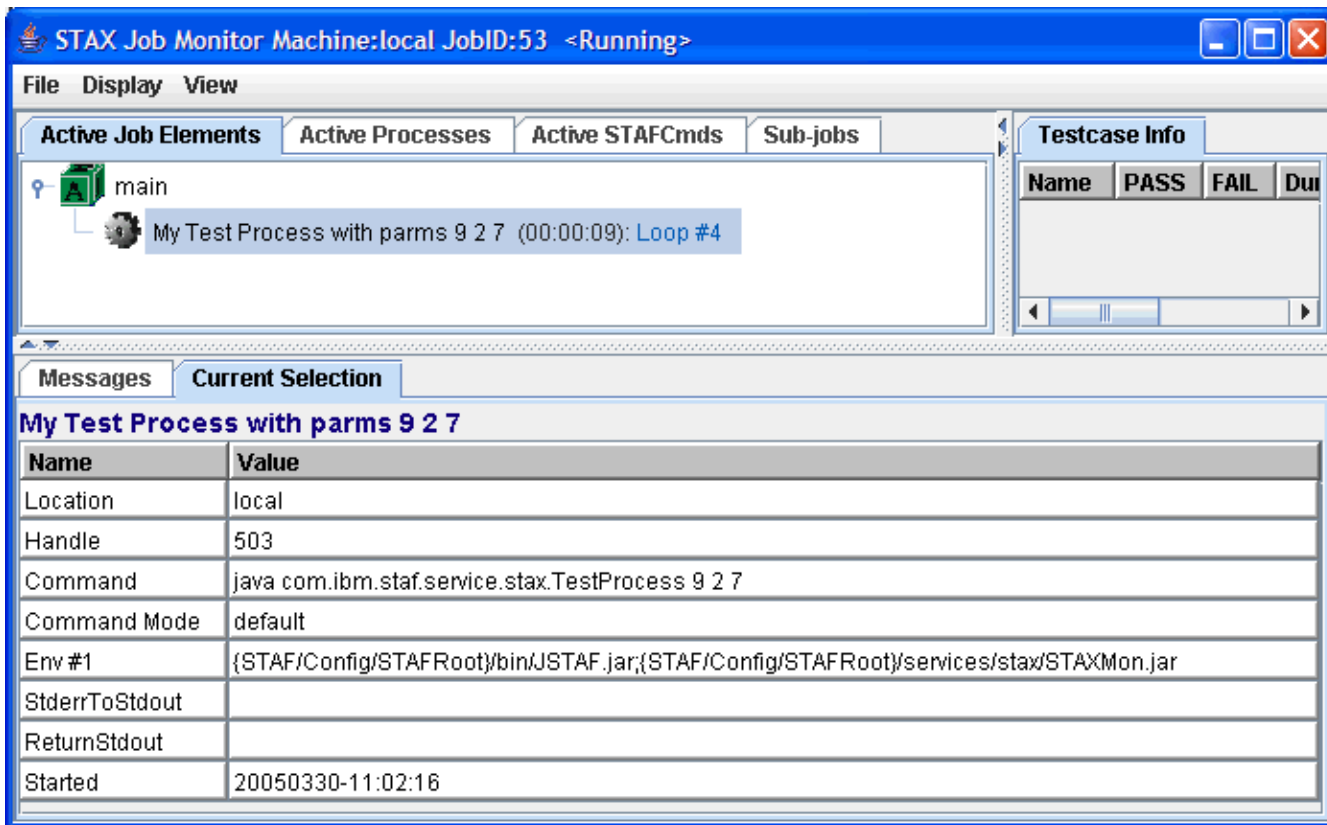 STAX Job Monitor Machine:local JobID:53 <Running>
File Display View
Active Job Elements Active Processes Active STAFCmds Sub-jobs
Testcase Info
A main
Name PASS FAIL
My Test Process with parms 9 2 7 (00:00:09): Loop #4
Messages Current Selection
My Test Process with parms 9 2 7
Name Value
Location local
Handle 503
Command java com.ibm.staf.service.stax.TestProcess 9 2 7
Command Mode default
Env #1 {STAF/Config/STAFRoot}/bin/JSTAF.jar;{STAF/Config/STAFRoot}/services/stax/STAXMon.jar
StderrToStdout
ReturnStdout
Started 20050330-11:02:16